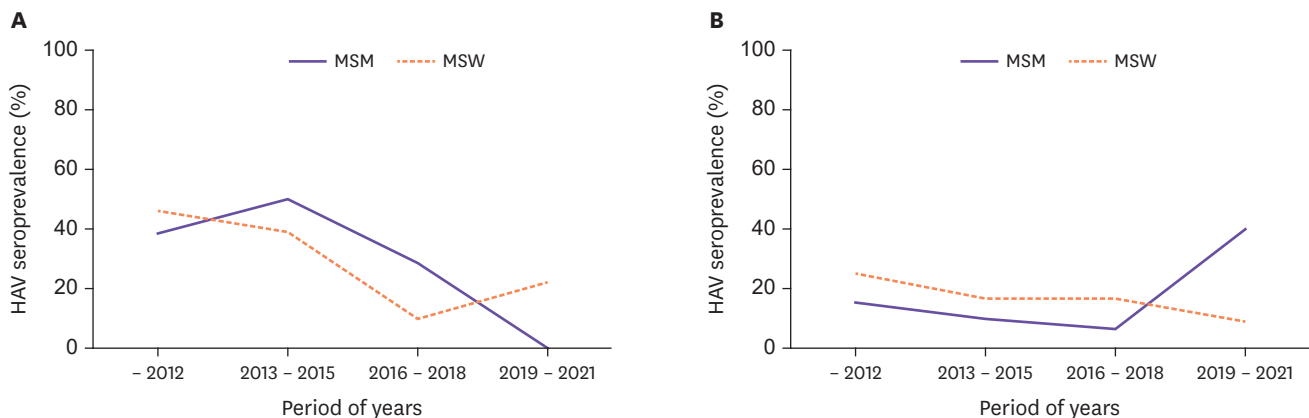 A
100
80
60
40
20
0
HAV seroprevalence (%)
MSM
MSW
– 2012
2013 – 2015
2016 – 2018
2019 – 2021
Period of years
B
100
80
60
40
20
0
HAV seroprevalence (%)
MSM
MSW
– 2012
2013 – 2015
2016 – 2018
2019 – 2021
Period of years